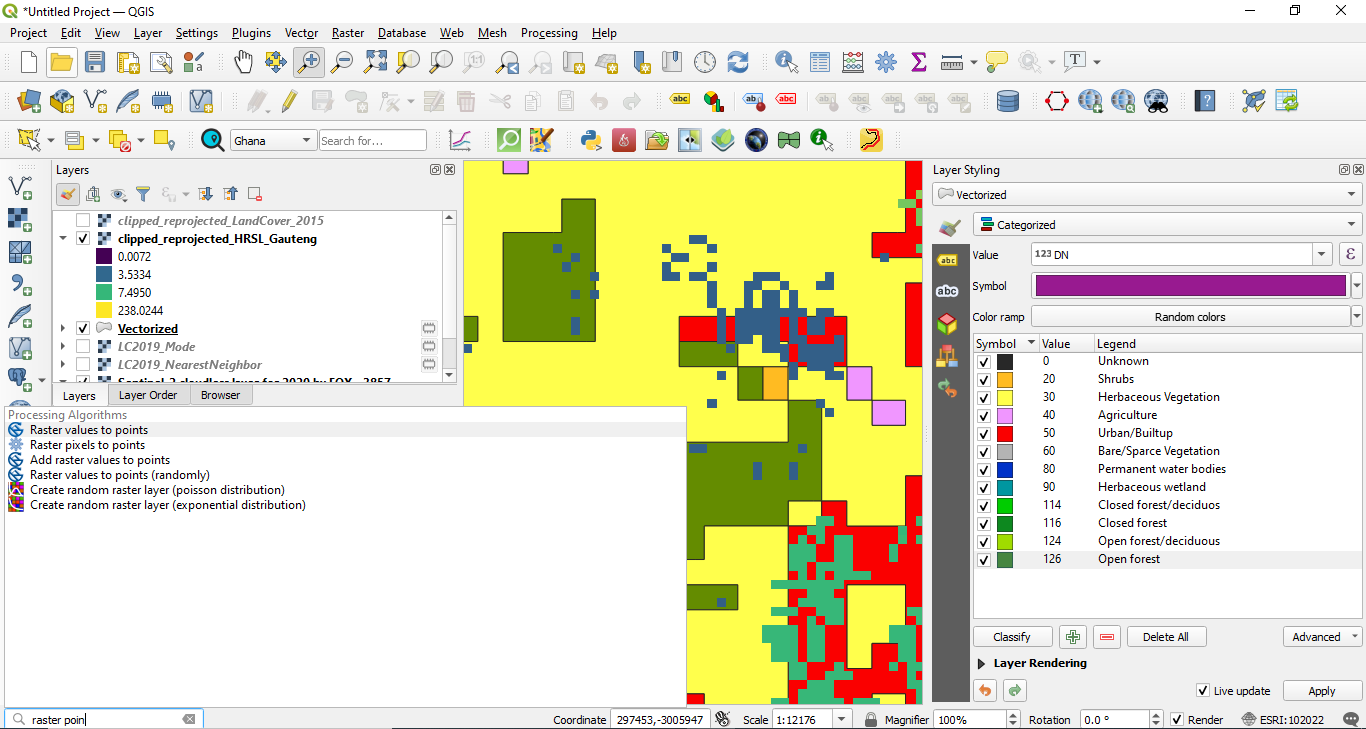 *Untitled Project — QGIS
Project Edit View Layer Settings Plugins Vector Raster Database Web Mesh Processing Help
Ghana Search for...
Layers
clipped_reprojected_LandCover_2015
clipped_reprojected_HRSL_Gauteng
0.0072
3.5334
7.4950
238.0244
Vectorized
LC2019_Mode
LC2019_NearestNeighbor
Layers Layer Order Browser
Processing Algorithms
Raster values to points
Raster pixels to points
Add raster values to points
Raster values to points (randomly)
Create random raster layer (poisson distribution)
Create random raster layer (exponential distribution)
Layer Styling
Vectorized
Categorized
Value 123 DN ε
Symbol
Color ramp Random colors
Symbol Value Legend
0 Unknown
20 Shrubs
30 Herbaceous Vegetation
40 Agriculture
50 Urban/Builtup
60 Bare/Sparce Vegetation
80 Permanent water bodies
90 Herbaceous wetland
114 Closed forest/deciduos
116 Closed forest
124 Open forest/deciduous
126 Open forest
Classify Delete All Advanced
Layer Rendering
Live update Apply
raster poin Coordinate 297453,-3005947 Scale 1:12176 Magnifier 100% Rotation 0.0 ° Render ESRI:102022